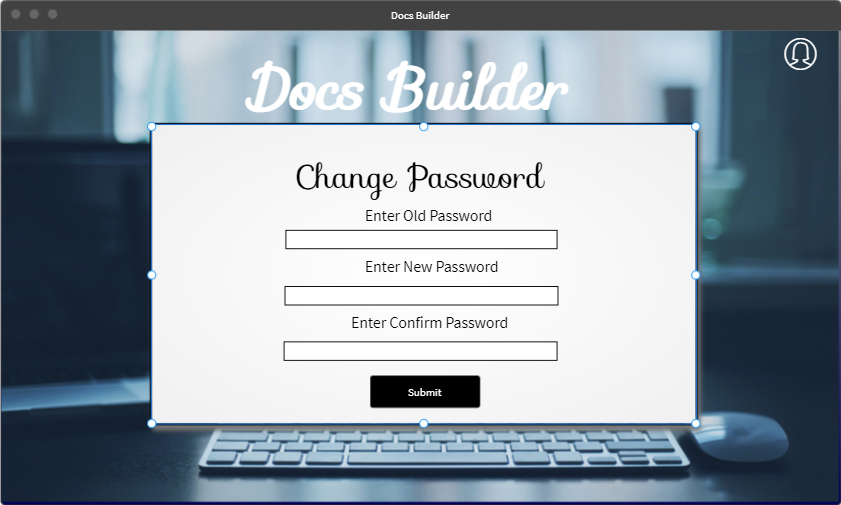 Docs Builder
Docs Builder
Change Password
Enter Old Password
Enter New Password
Enter Confirm Password
Submit